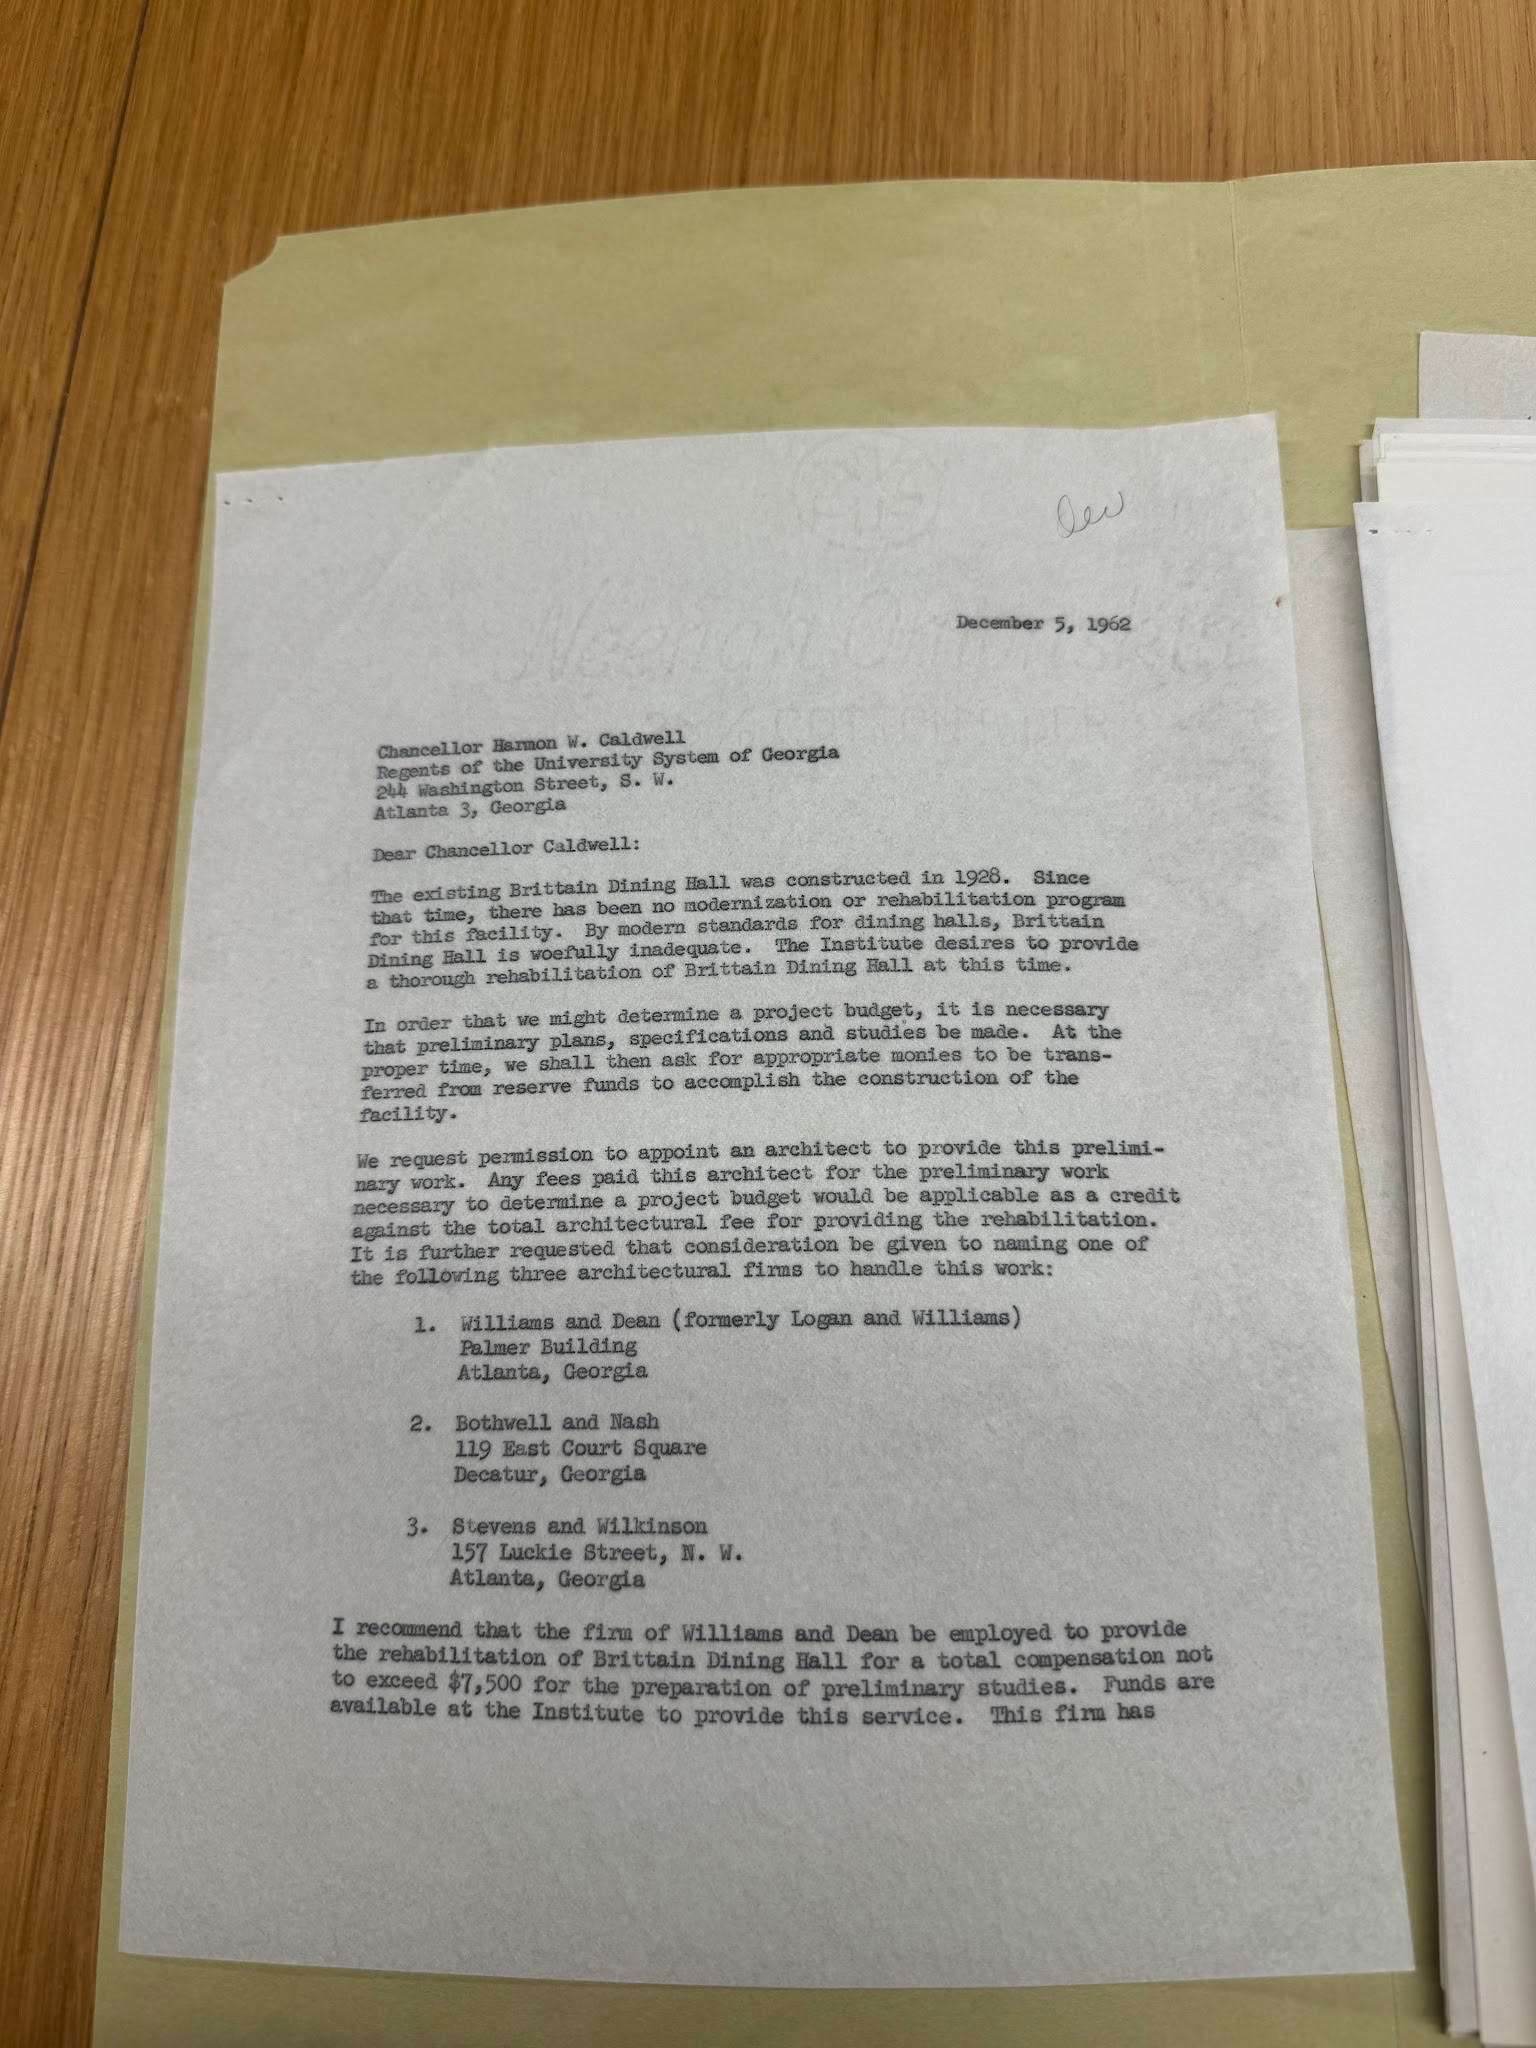 December 5, 1962
Chancellor Harmon W. Caldwell
Regents of the University System of Georgia
244 Washington Street, S. W.
Atlanta 3, Georgia
Dear Chancellor Caldwell:
The existing Brittain Dining Hall was constructed in 1928. Since
that time, there has been no modernization or rehabilitation program
for this facility. By modern standards for dining halls, Brittain
Dining Hall is woefully inadequate. The Institute desires to provide
a thorough rehabilitation of Brittain Dining Hall at this time.
In order that we might determine a project budget, it is necessary
that preliminary plans, specifications and studies be made. At the
proper time, we shall then ask for appropriate monies to be trans-
ferred from reserve funds to accomplish the construction of the
facility.
We request permission to appoint an architect to provide this prelimi-
nary work. Any fees paid this architect for the preliminary work
necessary to determine a project budget would be applicable as a credit
against the total architectural fee for providing the rehabilitation.
It is further requested that consideration be given to naming one of
the following three architectural firms to handle this work:
1. Williams and Dean (formerly Logan and Williams)
Palmer Building
Atlanta, Georgia
2. Bothwell and Nash
119 East Court Square
Decatur, Georgia
3. Stevens and Wilkinson
157 Luckie Street, N. W.
Atlanta, Georgia
I recommend that the firm of Williams and Dean be employed to provide
the rehabilitation of Brittain Dining Hall for a total compensation not
to exceed $7,500 for the preparation of preliminary studies. Funds are
available at the Institute to provide this service. This firm has